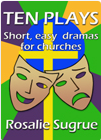 TEN PLAYS
Short, easy dramas
for churches
Rosalie Sugrue